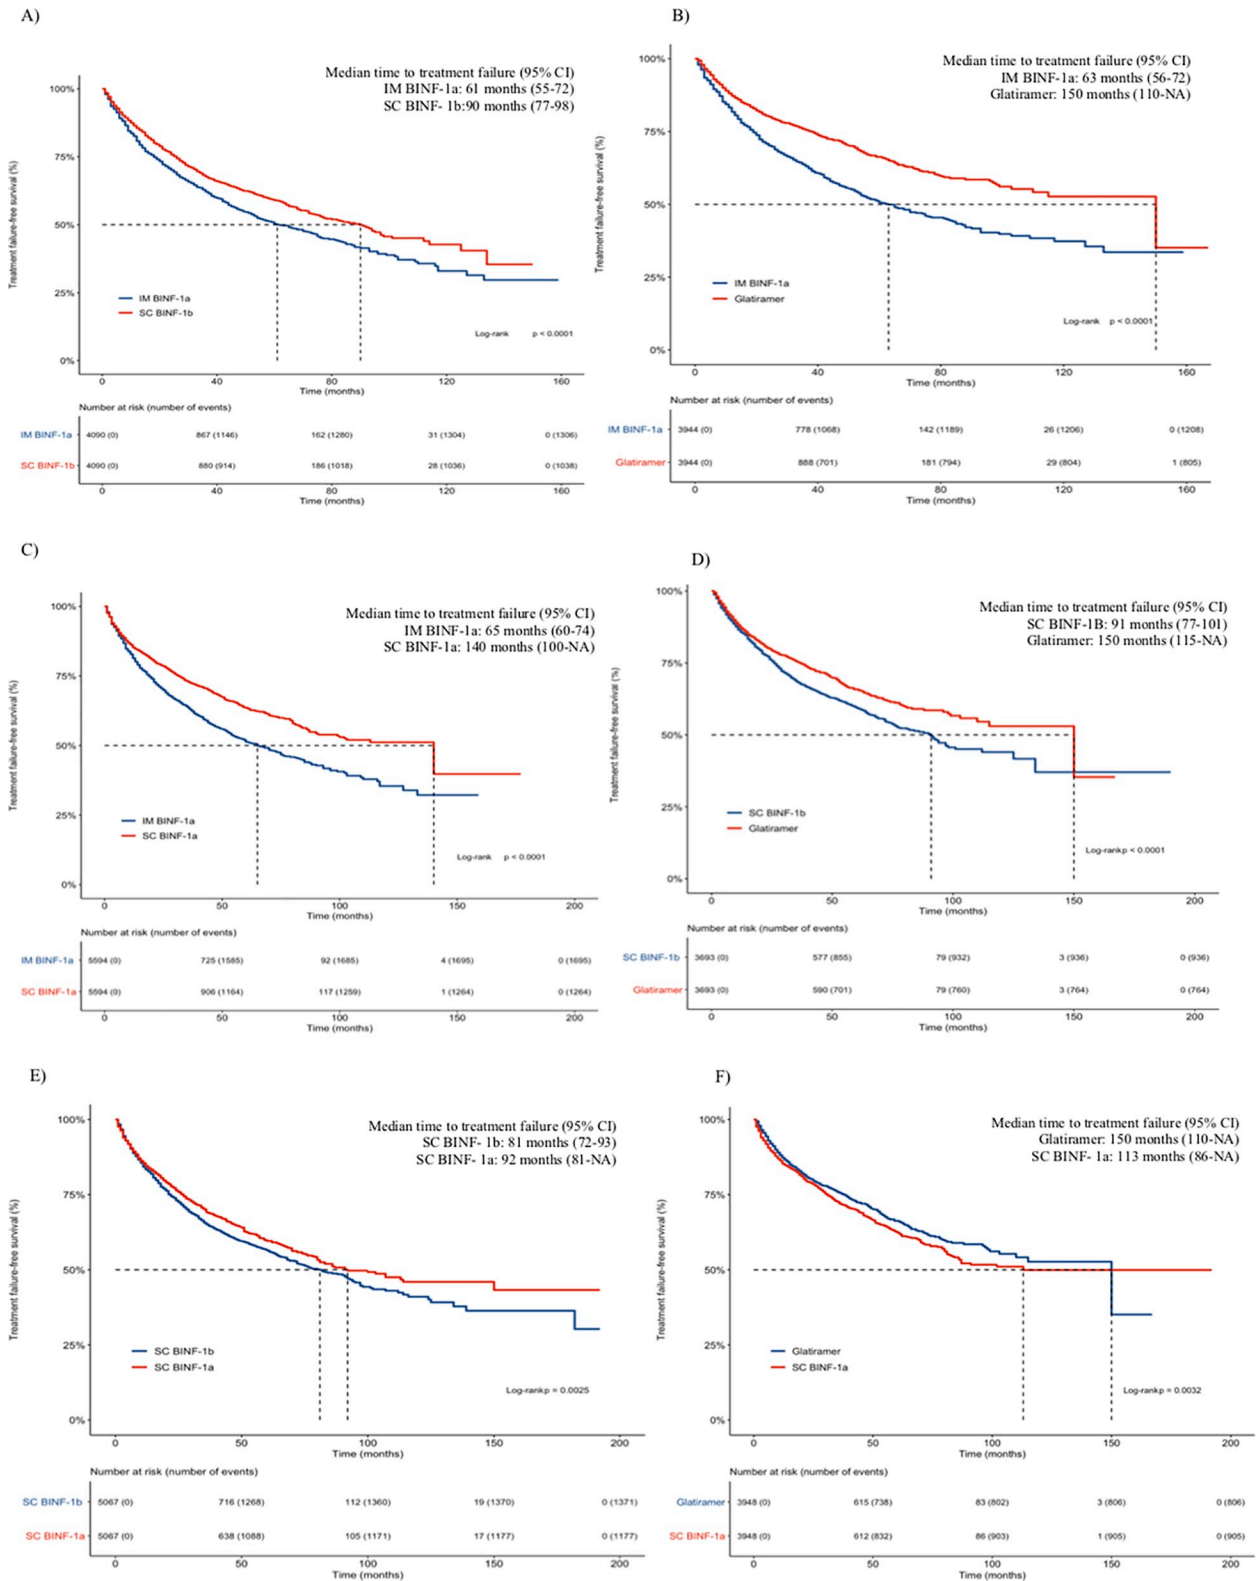 A)
Median time to treatment failure (95% CI)
IM BINF-1a: 61 months (55-72)
SC BINF- 1b:90 months (77-98)
Treatment failure-free survival (%)
100%
75%
50%
25%
0%
IM BINF-1a
SC BINF-1b
Log-rank p < 0.0001
0 40 80 120 160
Time (months)
Number at risk (number of events)
IM BINF-1a 4090 (0) 867 (1146) 162 (1280) 31 (1304) 0 (1306)
SC BINF-1b 4090 (0) 880 (914) 186 (1018) 28 (1036) 0 (1038)
0 40 80 120 160
Time (months)
B)
Median time to treatment failure (95% CI)
IM BINF-1a: 63 months (56-72)
Glatiramer: 150 months (110-NA)
Treatment failure-free survival (%)
100%
75%
50%
25%
0%
IM BINF-1a
Glatiramer
Log-rank p < 0.0001
0 40 80 120 160
Time (months)
Number at risk (number of events)
IM BINF-1a 3944 (0) 778 (1068) 142 (1189) 26 (1206) 0 (1208)
Glatiramer 3944 (0) 888 (701) 181 (794) 29 (804) 1 (805)
0 40 80 120 160
Time (months)
C)
Median time to treatment failure (95% CI)
IM BINF-1a: 65 months (60-74)
SC BINF-1a: 140 months (100-NA)
Treatment failure-free survival (%)
100%
75%
50%
25%
0%
IM BINF-1a
SC BINF-1a
Log-rank p < 0.0001
0 50 100 150 200
Time (months)
Number at risk (number of events)
IM BINF-1a 5594 (0) 725 (1585) 92 (1685) 4 (1695) 0 (1695)
SC BINF-1a 5594 (0) 906 (1164) 117 (1259) 1 (1264) 0 (1264)
0 50 100 150 200
Time (months)
D)
Median time to treatment failure (95% CI)
SC BINF-1B: 91 months (77-101)
Glatiramer: 150 months (115-NA)
Treatment failure-free survival (%)
100%
75%
50%
25%
0%
SC BINF-1b
Glatiramer
Log-rankp < 0.0001
0 50 100 150 200
Time (months)
Number at risk (number of events)
SC BINF-1b 3693 (0) 577 (855) 79 (932) 3 (936) 0 (936)
Glatiramer 3693 (0) 590 (701) 79 (760) 3 (764) 0 (764)
0 50 100 150 200
Time (months)
E)
Median time to treatment failure (95% CI)
SC BINF- 1b: 81 months (72-93)
SC BINF- 1a: 92 months (81-NA)
Treatment failure-free survival (%)
100%
75%
50%
25%
0%
SC BINF-1b
SC BINF-1a
Log-rankp = 0.0025
0 50 100 150 200
Time (months)
Number at risk (number of events)
SC BINF-1b 5067 (0) 716 (1268) 112 (1360) 19 (1370) 0 (1371)
SC BINF-1a 5067 (0) 638 (1088) 105 (1171) 17 (1177) 0 (1177)
0 50 100 150 200
Time (months)
F)
Median time to treatment failure (95% CI)
Glatiramer: 150 months (110-NA)
SC BINF- 1a: 113 months (86-NA)
Treatment failure-free survival (%)
100%
75%
50%
25%
0%
Glatiramer
SC BINF-1a
Log-rankp = 0.0032
0 50 100 150 200
Time (months)
Number at risk (number of events)
Glatiramer 3948 (0) 615 (738) 83 (802) 3 (806) 0 (806)
SC BINF-1a 3948 (0) 612 (832) 86 (903) 1 (905) 0 (905)
0 50 100 150 200
Time (months)